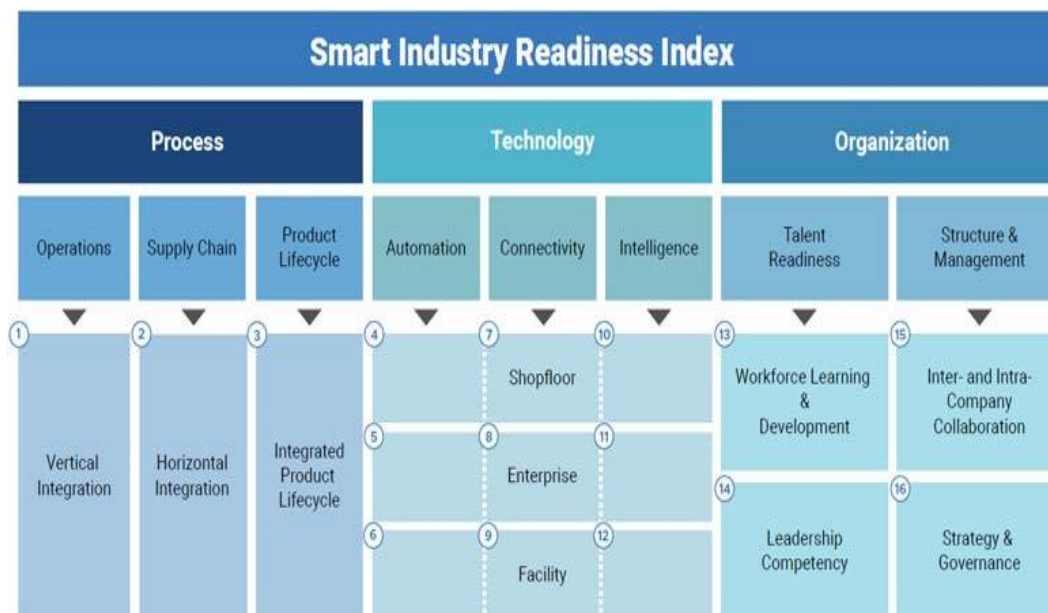 Smart Industry Readiness Index
Process
Technology
Organization
Operations
Supply Chain
Product
Lifecycle
Automation
Connectivity
Intelligence
Talent
Readiness
Structure &
Management
1
2
3
4
7
10
13
15
Vertical
Integration
Horizontal
Integration
Integrated
Product
Lifecycle
Shopfloor
5
8
11
Enterprise
6
9
12
Facility
Workforce Learning
&
Development
Inter- and Intra-
Company
Collaboration
14
16
Leadership
Competency
Strategy &
Governance